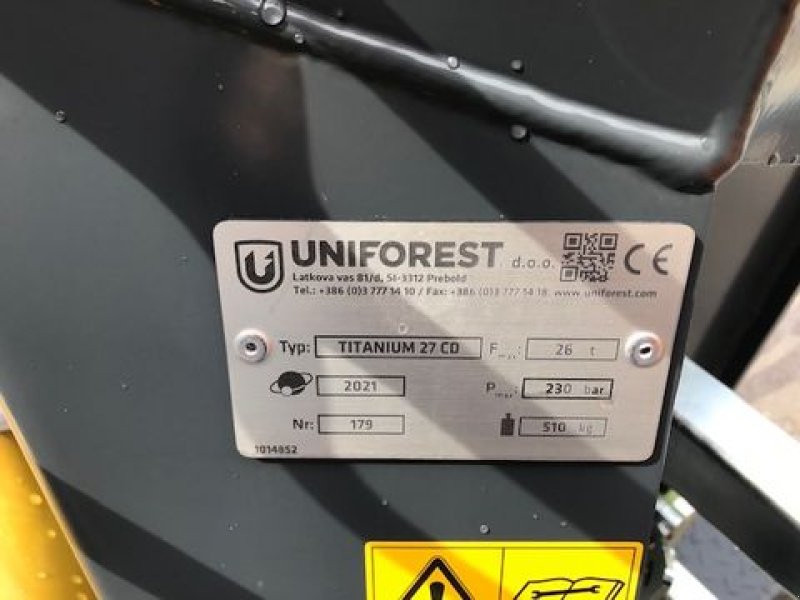 UNIFOREST d.o.o. CE
Latkova vas 81/d, SI-3312 Prebold
Tel.: +386 (0)3 777 14 10 / Fax: +386 (0)3 777 14 18 www.uniforest.com
Typ: TITANIUM 27 CD F 26 t
2021 Pmax: 230 bar
Nr: 179 510 kg
1014852